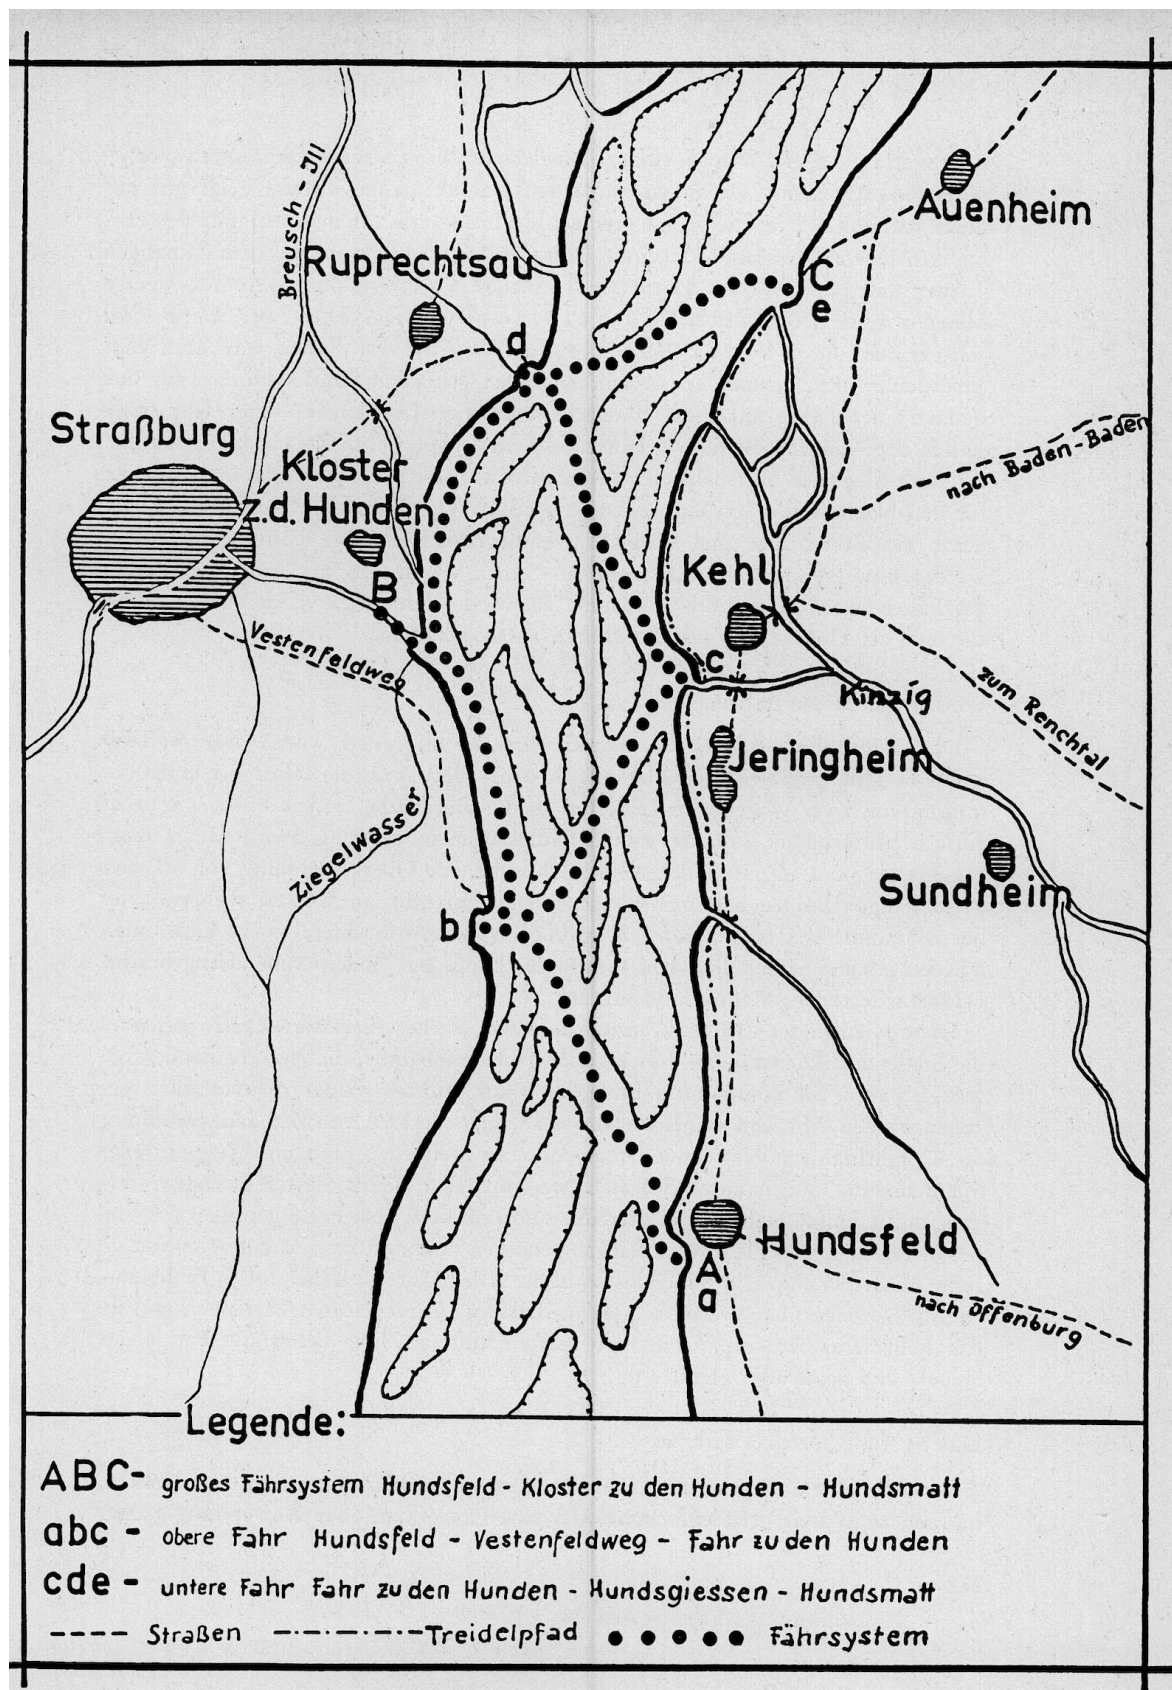 Breusch - Jll
Auenheim
Ruprechtsau
C
e
d
Straßburg
Kloster
z.d. Hunden
nach Baden-Baden
Kehl
B
Vestenfeldweg
c
Kinzig
zum Renchtal
Jeringheim
Ziegelwasser
Sundheim
b
Hundsfeld
A
a
nach Offenburg
Legende:
ABC- großes Fährsystem Hundsfeld - Kloster zu den Hunden - Hundsmatt
abc - obere Fahr Hundsfeld - Vestenfeldweg - Fahr zu den Hunden
cde - untere Fahr Fahr zu den Hunden - Hundsgiessen - Hundsmatt
Straßen Treidelpfad Fährsystem